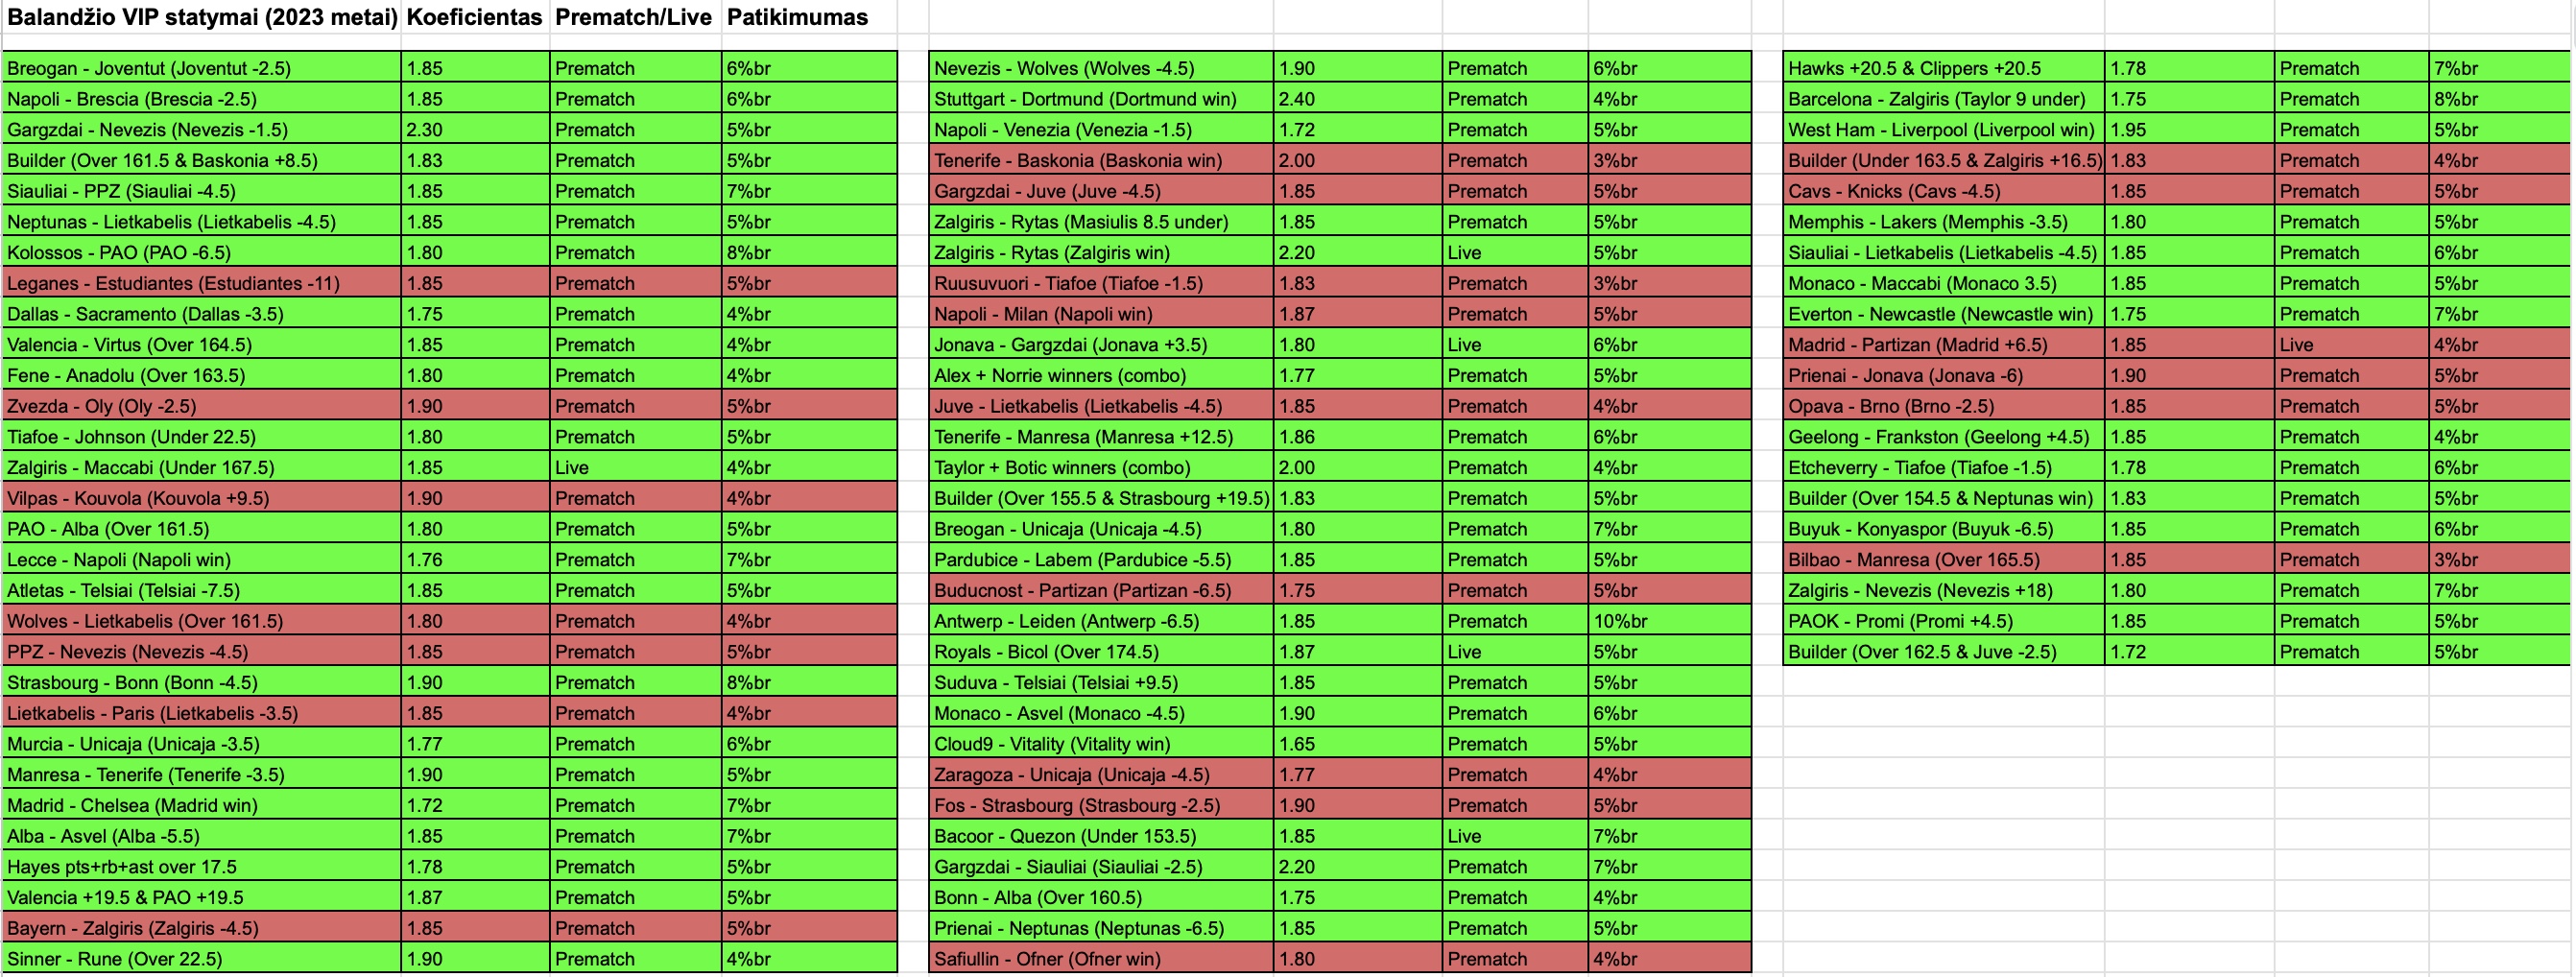 Balandžio VIP statymai (2023 metai) Koeficientas Prematch/Live Patikimumas
Breogan - Joventut (Joventut -2.5) 1.85 Prematch 6%br
Napoli - Brescia (Brescia -2.5) 1.85 Prematch 6%br
Gargzdai - Nevezis (Nevezis -1.5) 2.30 Prematch 5%br
Builder (Over 161.5 & Baskonia +8.5) 1.83 Prematch 5%br
Siauliai - PPZ (Siauliai -4.5) 1.85 Prematch 7%br
Neptunas - Lietkabelis (Lietkabelis -4.5) 1.85 Prematch 5%br
Kolossos - PAO (PAO -6.5) 1.80 Prematch 8%br
Leganes - Estudiantes (Estudiantes -11) 1.85 Prematch 5%br
Dallas - Sacramento (Dallas -3.5) 1.75 Prematch 4%br
Valencia - Virtus (Over 164.5) 1.85 Prematch 4%br
Fene - Anadolu (Over 163.5) 1.80 Prematch 4%br
Zvezda - Oly (Oly -2.5) 1.90 Prematch 5%br
Tiafoe - Johnson (Under 22.5) 1.80 Prematch 5%br
Zalgiris - Maccabi (Under 167.5) 1.85 Live 4%br
Vilpas - Kouvola (Kouvola +9.5) 1.90 Prematch 4%br
PAO - Alba (Over 161.5) 1.80 Prematch 5%br
Lecce - Napoli (Napoli win) 1.76 Prematch 7%br
Atletas - Telsiai (Telsiai -7.5) 1.85 Prematch 5%br
Wolves - Lietkabelis (Over 161.5) 1.80 Prematch 4%br
PPZ - Nevezis (Nevezis -4.5) 1.85 Prematch 5%br
Strasbourg - Bonn (Bonn -4.5) 1.90 Prematch 8%br
Lietkabelis - Paris (Lietkabelis -3.5) 1.85 Prematch 4%br
Murcia - Unicaja (Unicaja -3.5) 1.77 Prematch 6%br
Manresa - Tenerife (Tenerife -3.5) 1.90 Prematch 5%br
Madrid - Chelsea (Madrid win) 1.72 Prematch 7%br
Alba - Asvel (Alba -5.5) 1.85 Prematch 7%br
Hayes pts+rb+ast over 17.5 1.78 Prematch 5%br
Valencia +19.5 & PAO +19.5 1.87 Prematch 5%br
Bayern - Zalgiris (Zalgiris -4.5) 1.85 Prematch 5%br
Sinner - Rune (Over 22.5) 1.90 Prematch 4%br
Nevezis - Wolves (Wolves -4.5) 1.90 Prematch 6%br
Stuttgart - Dortmund (Dortmund win) 2.40 Prematch 4%br
Napoli - Venezia (Venezia -1.5) 1.72 Prematch 5%br
Tenerife - Baskonia (Baskonia win) 2.00 Prematch 3%br
Gargzdai - Juve (Juve -4.5) 1.85 Prematch 5%br
Zalgiris - Rytas (Masiulis 8.5 under) 1.85 Prematch 5%br
Zalgiris - Rytas (Zalgiris win) 2.20 Live 5%br
Ruusuvuori - Tiafoe (Tiafoe -1.5) 1.83 Prematch 3%br
Napoli - Milan (Napoli win) 1.87 Prematch 5%br
Jonava - Gargzdai (Jonava +3.5) 1.80 Live 6%br
Alex + Norrie winners (combo) 1.77 Prematch 5%br
Juve - Lietkabelis (Lietkabelis -4.5) 1.85 Prematch 4%br
Tenerife - Manresa (Manresa +12.5) 1.86 Prematch 6%br
Taylor + Botic winners (combo) 2.00 Prematch 4%br
Builder (Over 155.5 & Strasbourg +19.5) 1.83 Prematch 5%br
Breogan - Unicaja (Unicaja -4.5) 1.80 Prematch 7%br
Pardubice - Labem (Pardubice -5.5) 1.85 Prematch 5%br
Buducnost - Partizan (Partizan -6.5) 1.75 Prematch 5%br
Antwerp - Leiden (Antwerp -6.5) 1.85 Prematch 10%br
Royals - Bicol (Over 174.5) 1.87 Live 5%br
Suduva - Telsiai (Telsiai +9.5) 1.85 Prematch 5%br
Monaco - Asvel (Monaco -4.5) 1.90 Prematch 6%br
Cloud9 - Vitality (Vitality win) 1.65 Prematch 5%br
Zaragoza - Unicaja (Unicaja -4.5) 1.77 Prematch 4%br
Fos - Strasbourg (Strasbourg -2.5) 1.90 Prematch 5%br
Bacoor - Quezon (Under 153.5) 1.85 Live 7%br
Gargzdai - Siauliai (Siauliai -2.5) 2.20 Prematch 7%br
Bonn - Alba (Over 160.5) 1.75 Prematch 4%br
Prienai - Neptunas (Neptunas -6.5) 1.85 Prematch 5%br
Safiullin - Ofner (Ofner win) 1.80 Prematch 4%br
Hawks +20.5 & Clippers +20.5 1.78 Prematch 7%br
Barcelona - Zalgiris (Taylor 9 under) 1.75 Prematch 8%br
West Ham - Liverpool (Liverpool win) 1.95 Prematch 5%br
Builder (Under 163.5 & Zalgiris +16.5) 1.83 Prematch 4%br
Cavs - Knicks (Cavs -4.5) 1.85 Prematch 5%br
Memphis - Lakers (Memphis -3.5) 1.80 Prematch 5%br
Siauliai - Lietkabelis (Lietkabelis -4.5) 1.85 Prematch 6%br
Monaco - Maccabi (Monaco 3.5) 1.85 Prematch 5%br
Everton - Newcastle (Newcastle win) 1.75 Prematch 7%br
Madrid - Partizan (Madrid +6.5) 1.85 Live 4%br
Prienai - Jonava (Jonava -6) 1.90 Prematch 5%br
Opava - Brno (Brno -2.5) 1.85 Prematch 5%br
Geelong - Frankston (Geelong +4.5) 1.85 Prematch 4%br
Etcheverry - Tiafoe (Tiafoe -1.5) 1.78 Prematch 6%br
Builder (Over 154.5 & Neptunas win) 1.83 Prematch 5%br
Buyuk - Konyaspor (Buyuk -6.5) 1.85 Prematch 6%br
Bilbao - Manresa (Over 165.5) 1.85 Prematch 3%br
Zalgiris - Nevezis (Nevezis +18) 1.80 Prematch 7%br
PAOK - Promi (Promi +4.5) 1.85 Prematch 5%br
Builder (Over 162.5 & Juve -2.5) 1.72 Prematch 5%br